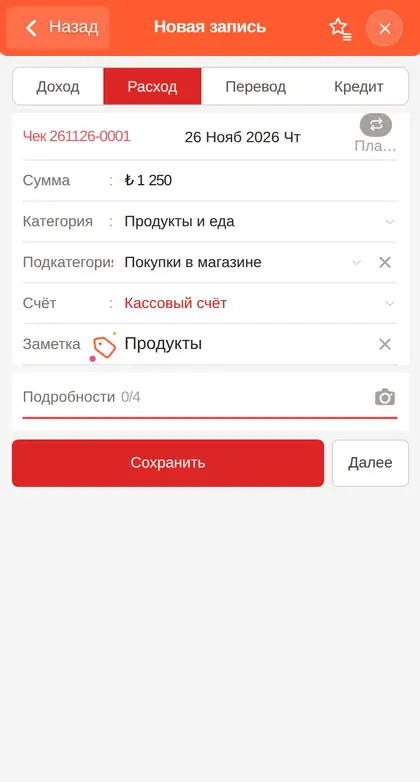 Назад
Новая запись
Доход
Расход
Перевод
Кредит
Чек 261126-0001
26 Нояб 2026 Чт
Пла...
Сумма : ₺ 1 250
Категория : Продукты и еда
Подкатегория Покупки в магазине
Счёт : Кассовый счёт
Заметка Продукты
Подробности 0/4
Сохранить
Далее